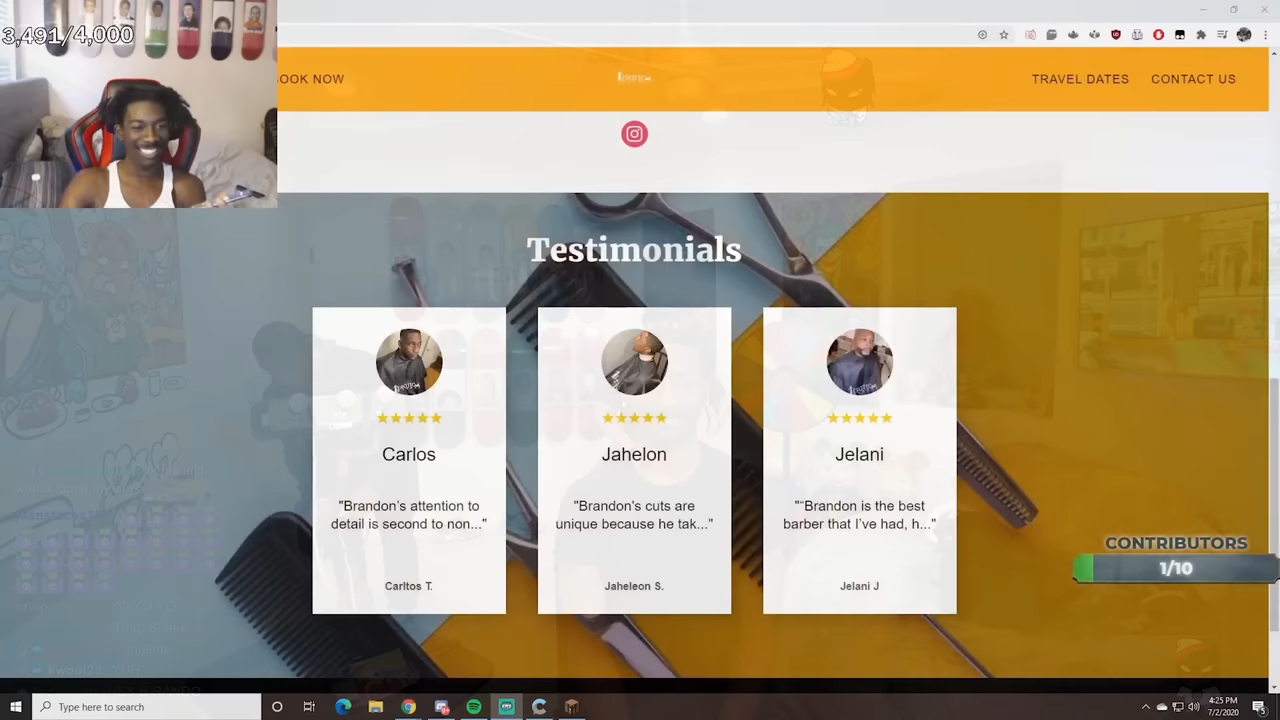 3,491/4,000
OOK NOW
TRAVEL DATES
CONTACT US
Testimonials
Carlos
"Brandon’s attention to
detail is second to non..."
Carltos T.
Jahelon
"Brandon's cuts are
unique because he tak..."
Jaheleon S.
Jelani
"“Brandon is the best
barber that I’ve had, h..."
Jelani J
CONTRIBUTORS
1/10
kwooi23
Type here to search
4:25 PM
7/2/2020